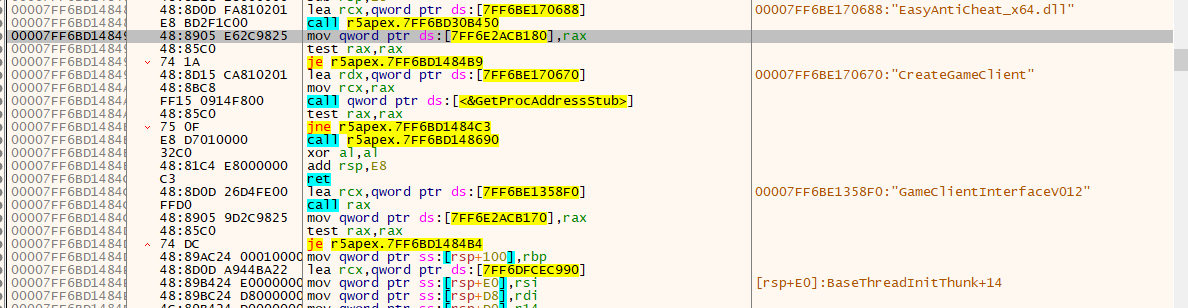 48:8D0D FA810201 lea rcx,qword ptr ds:[7FF6BE170688] 00007FF6BE170688:"EasyAntiCheat_x64.dll"
E8 BD2F1C00 call r5apex.7FF6BD30B450
00007FF6BD14849 48:8905 E62C9825 mov qword ptr ds:[7FF6E2ACB180],rax
00007FF6BD14849 48:85C0 test rax,rax
00007FF6BD14849 74 1A je r5apex.7FF6BD1484B9
00007FF6BD14849 48:8D15 CA810201 lea rdx,qword ptr ds:[7FF6BE170670] 00007FF6BE170670:"CreateGameClient"
00007FF6BD1484A 48:8BC8 mov rcx,rax
00007FF6BD1484A FF15 0914F800 call qword ptr ds:[<&GetProcAddressStub>]
00007FF6BD1484A 48:85C0 test rax,rax
00007FF6BD1484 75 0F jne r5apex.7FF6BD1484C3
00007FF6BD1484 E8 D7010000 call r5apex.7FF6BD148690
00007FF6BD1484 32C0 xor al,al
00007FF6BD1484 48:81C4 E8000000 add rsp,E8
00007FF6BD1484 C3 ret
00007FF6BD1484 48:8D0D 26D4FE00 lea rcx,qword ptr ds:[7FF6BE1358F0] 00007FF6BE1358F0:"GameClientInterfaceV012"
00007FF6BD1484 FFD0 call rax
00007FF6BD1484 48:8905 9D2C9825 mov qword ptr ds:[7FF6E2ACB170],rax
00007FF6BD1484 48:85C0 test rax,rax
00007FF6BD1484 74 DC je r5apex.7FF6BD1484B4
00007FF6BD1484 48:89AC24 00010000 mov qword ptr ss:[rsp+100],rbp
00007FF6BD1484 48:8D0D A944BA22 lea rcx,qword ptr ds:[7FF6DFCEC990]
00007FF6BD1484 48:89B424 E0000000 mov qword ptr ss:[rsp+E0],rsi [rsp+E0]:BaseThreadInitThunk+14
00007FF6BD1484 48:89BC24 D8000000 mov qword ptr ss:[rsp+D8],rdi